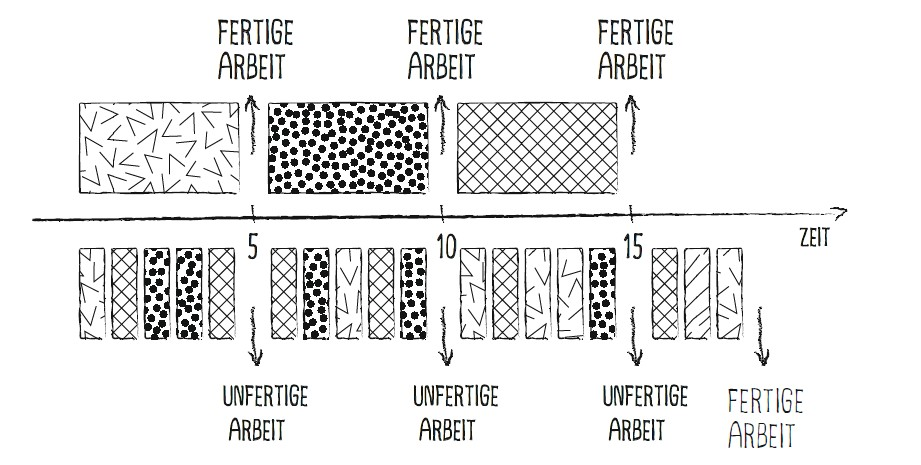 FERTIGE
ARBEIT
FERTIGE
ARBEIT
FERTIGE
ARBEIT
ZEIT
5
10
15
UNFERTIGE
ARBEIT
UNFERTIGE
ARBEIT
UNFERTIGE
ARBEIT
FERTIGE
ARBEIT